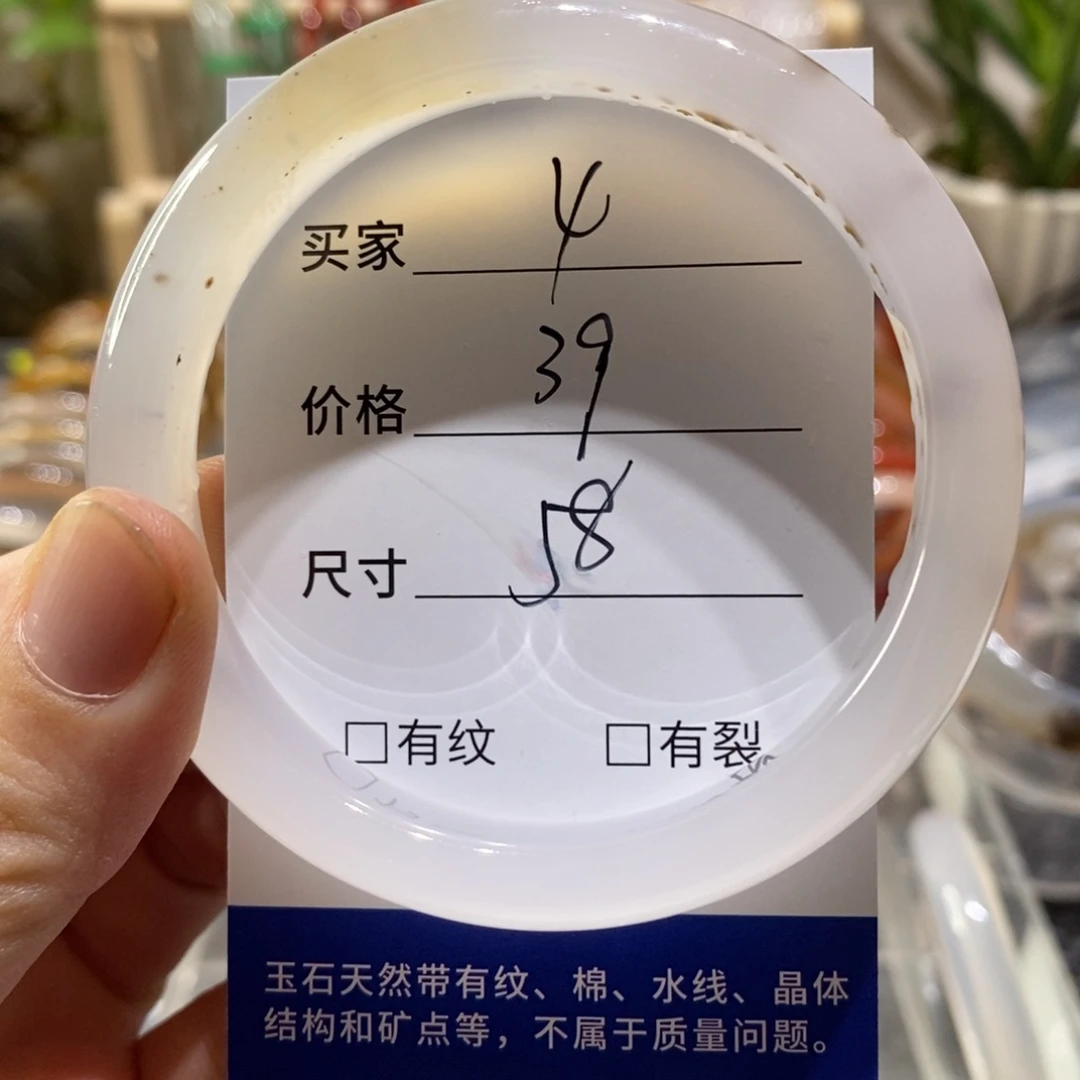 买家 4
价格 39
尺寸 58
□有纹 □有裂
玉石天然带有纹、棉、水线、晶体
结构和矿点等，不属于质量问题。